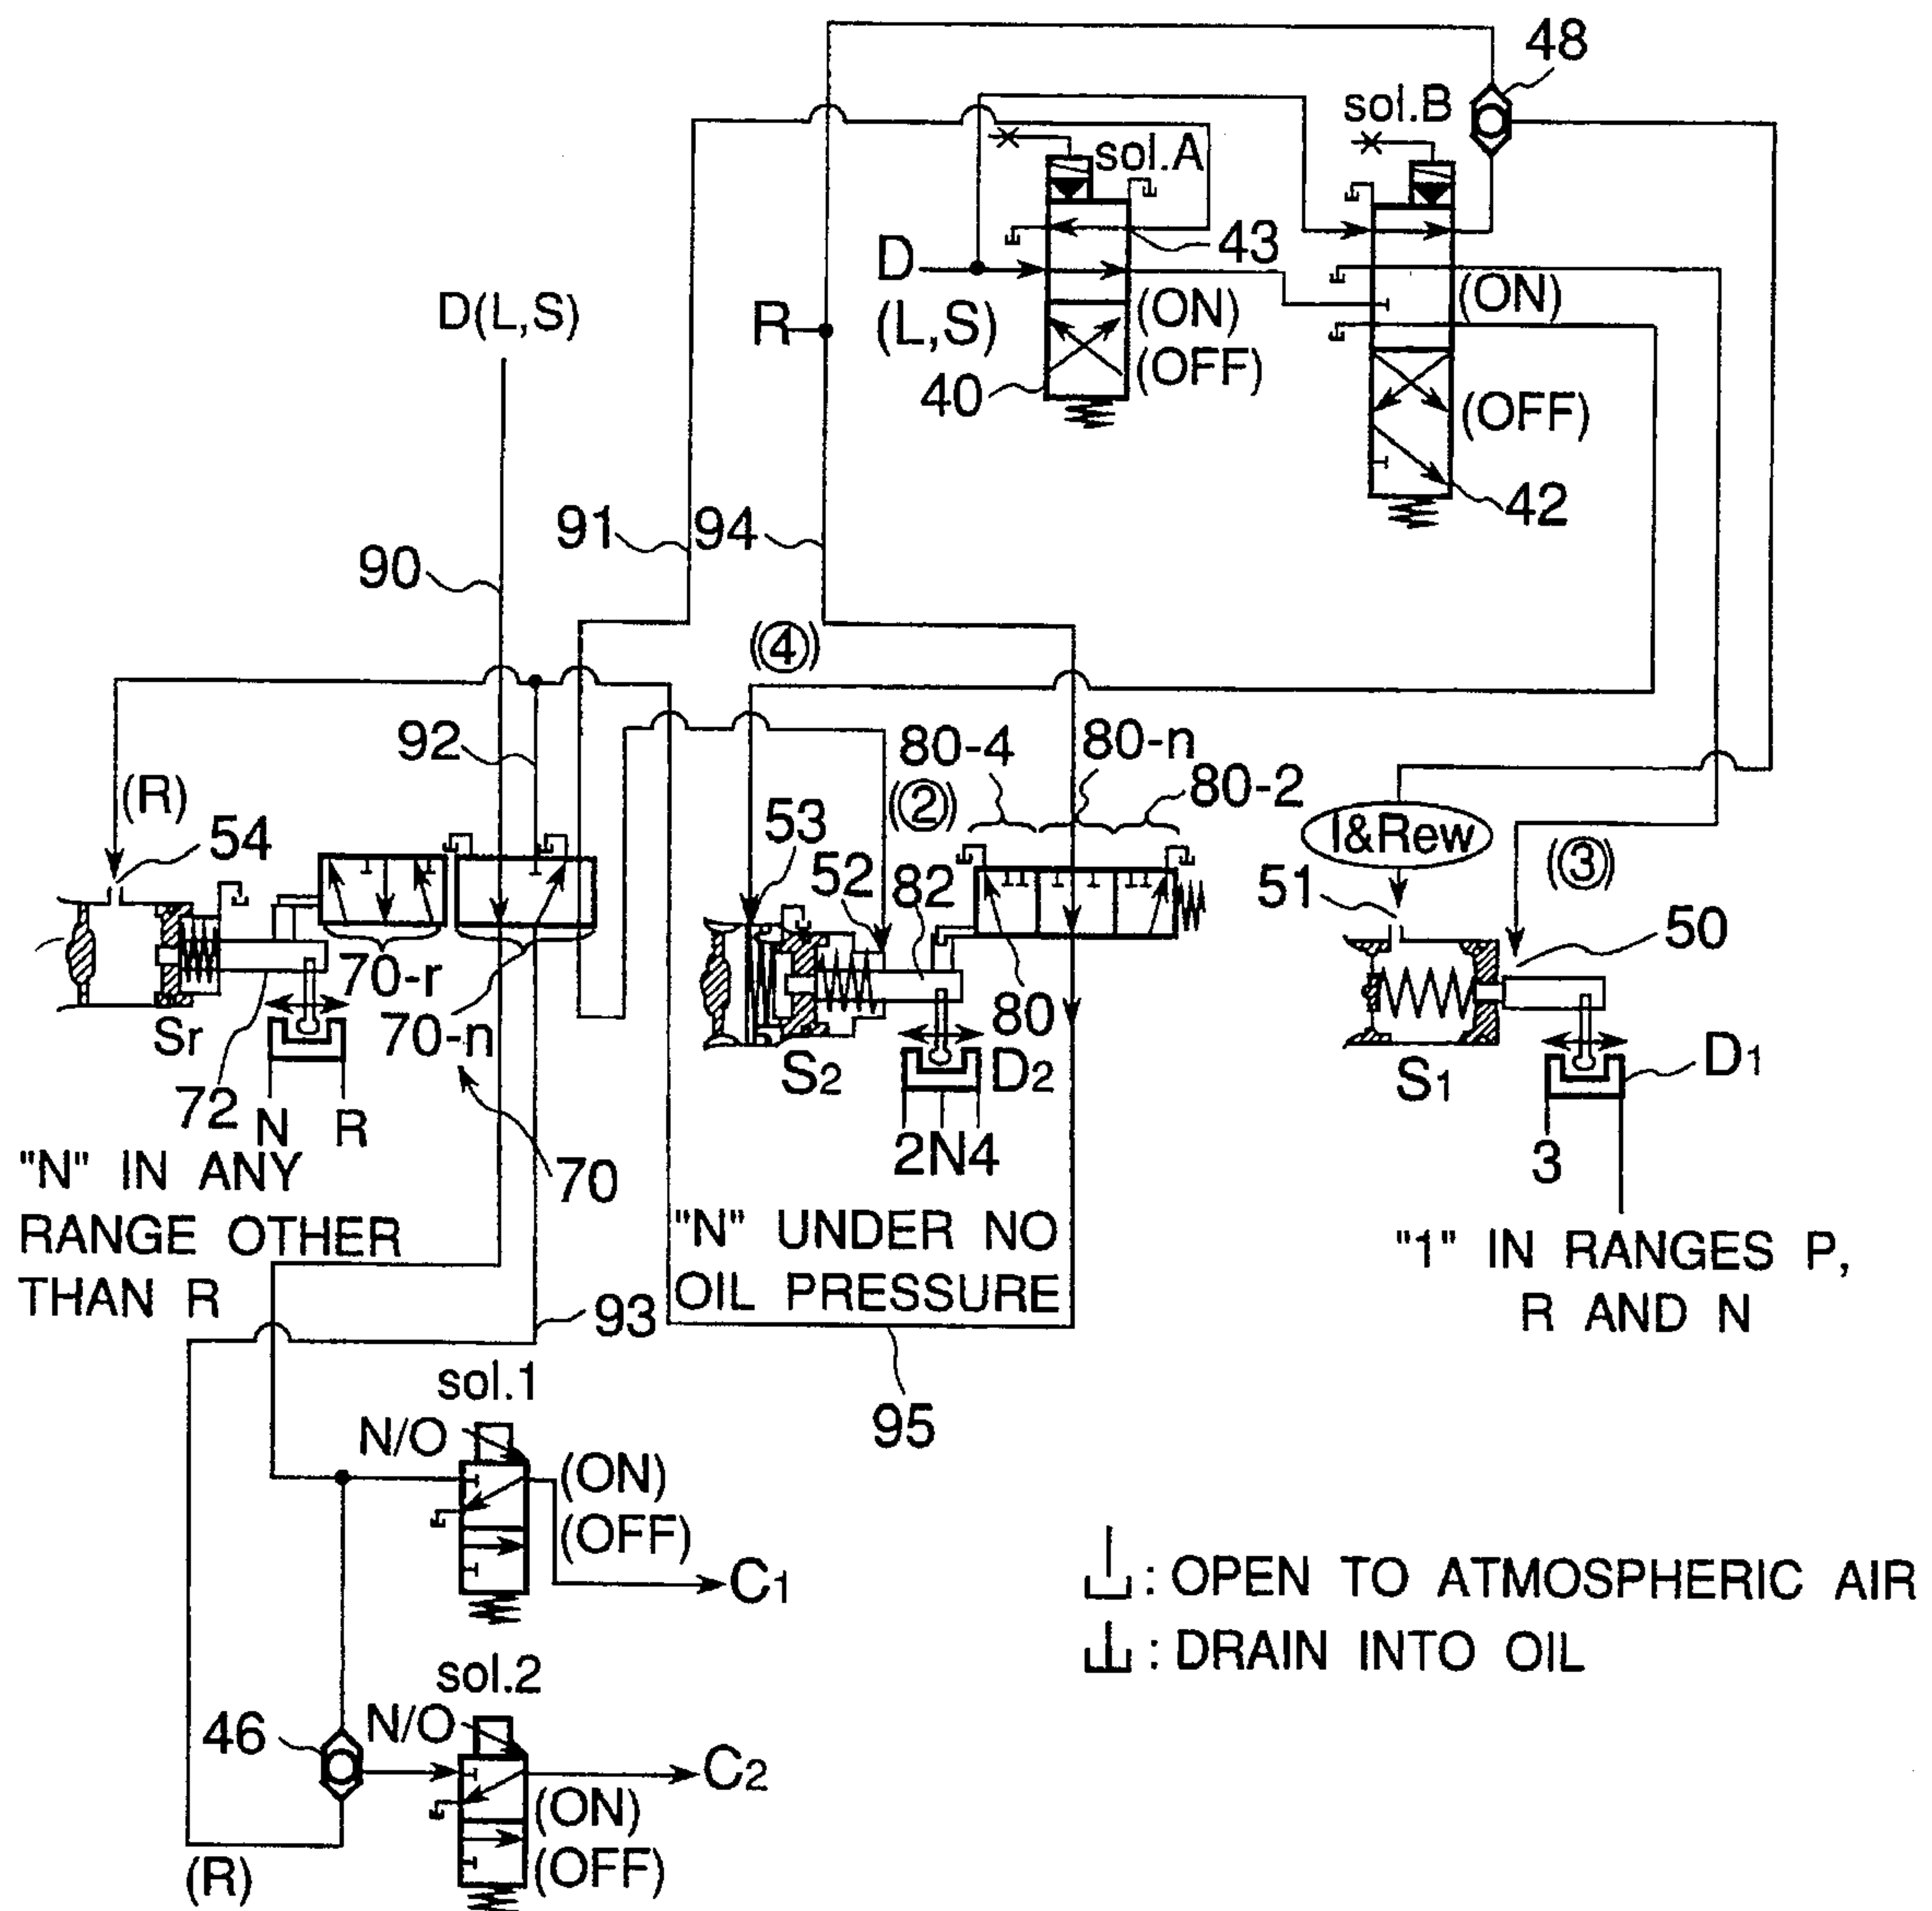 48
sol.B
sol.A
43
D
(L,S)
(ON)
(OFF)
40
R
D(L,S)
(ON)
(OFF)
42
91
94
90
(④)
92
80-4
80-n
(②)
80-2
(R)
54
53
52
82
I&Rew
(③)
51
50
70-r
70-n
Sr
72
N R
80
S2
D2
2N4
S1
D1
3
70
"N" IN ANY
RANGE OTHER
THAN R
"N" UNDER NO
OIL PRESSURE
"1" IN RANGES P,
R AND N
93
95
sol.1
N/O
(ON)
(OFF)
C1
: OPEN TO ATMOSPHERIC AIR
: DRAIN INTO OIL
sol.2
46
N/O
C2
(ON)
(OFF)
(R)